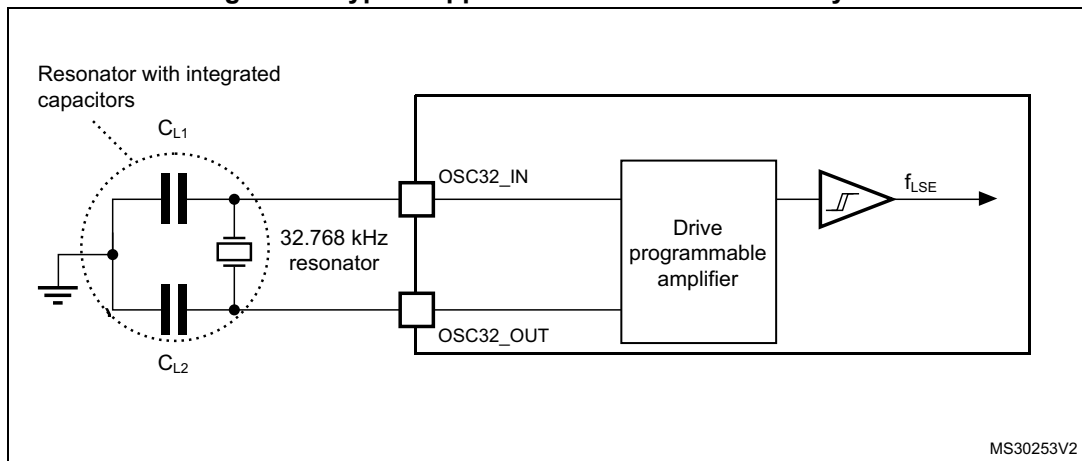 Resonator with integrated
capacitors
CL1
OSC32_IN
fLSE
32.768 kHz
resonator
Drive
programmable
amplifier
OSC32_OUT
CL2
MS30253V2